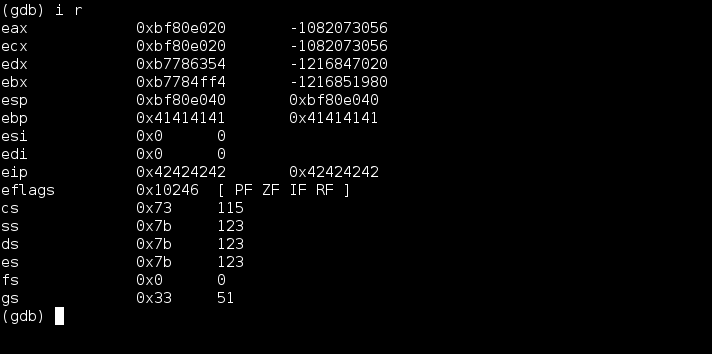 (gdb) i r
eax 0xbf80e020 -1082073056
ecx 0xbf80e020 -1082073056
edx 0xb7786354 -1216847020
ebx 0xb7784ff4 -1216851980
esp 0xbf80e040 0xbf80e040
ebp 0x41414141 0x41414141
esi 0x0 0
edi 0x0 0
eip 0x42424242 0x42424242
eflags 0x10246 [ PF ZF IF RF ]
cs 0x73 115
ss 0x7b 123
ds 0x7b 123
es 0x7b 123
fs 0x0 0
gs 0x33 51
(gdb)